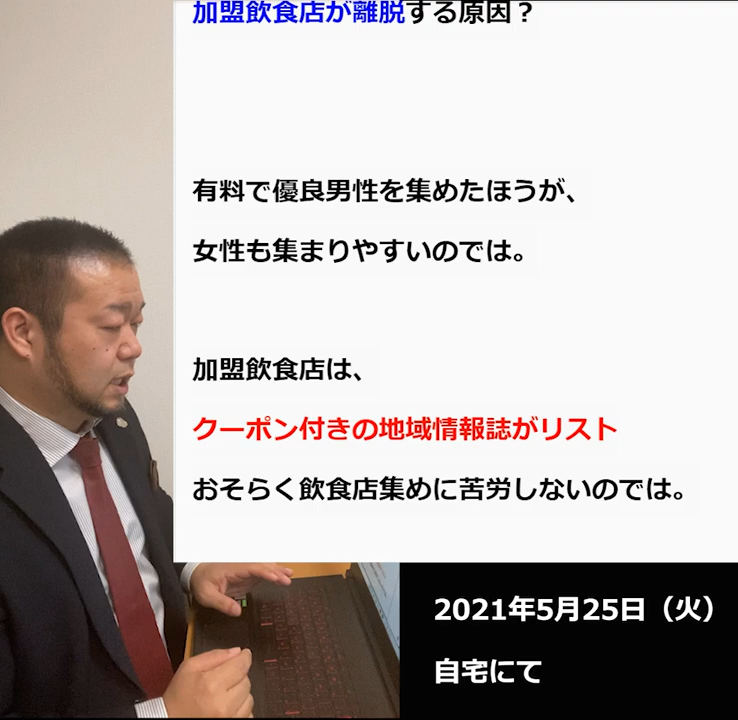 加盟飲食店が離脱する原因？
有料で優良男性を集めたほうが、
女性も集まりやすいのでは。
加盟飲食店は、
クーポン付きの地域情報誌がリスト
おそらく飲食店集めに苦労しないのでは。
2021年5月25日（火）
自宅にて